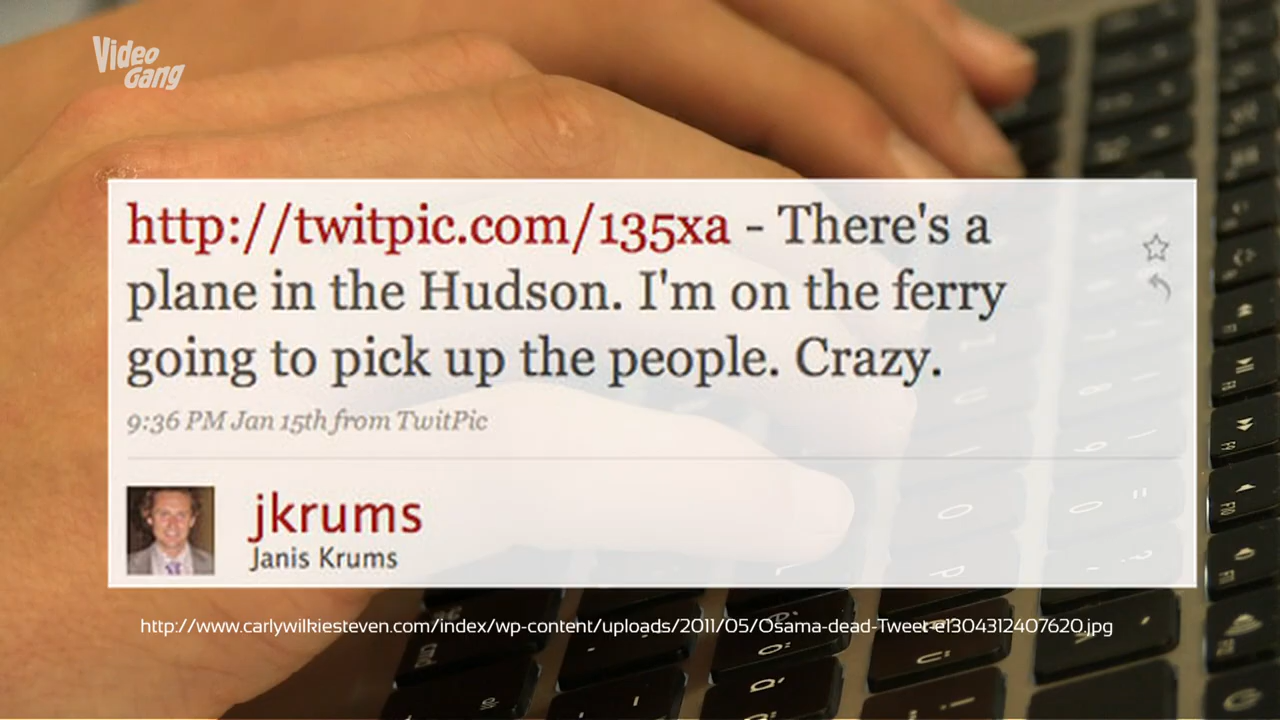 Video
Gang
http://twitpic.com/135xa - There's a
plane in the Hudson. I'm on the ferry
going to pick up the people. Crazy.
9:36 PM Jan 15th from TwitPic
jkrums
Janis Krums
http://www.carlywilkiesteven.com/index/wp-content/uploads/2011/05/Osama-dead-Tweet-e1304312407620.jpg